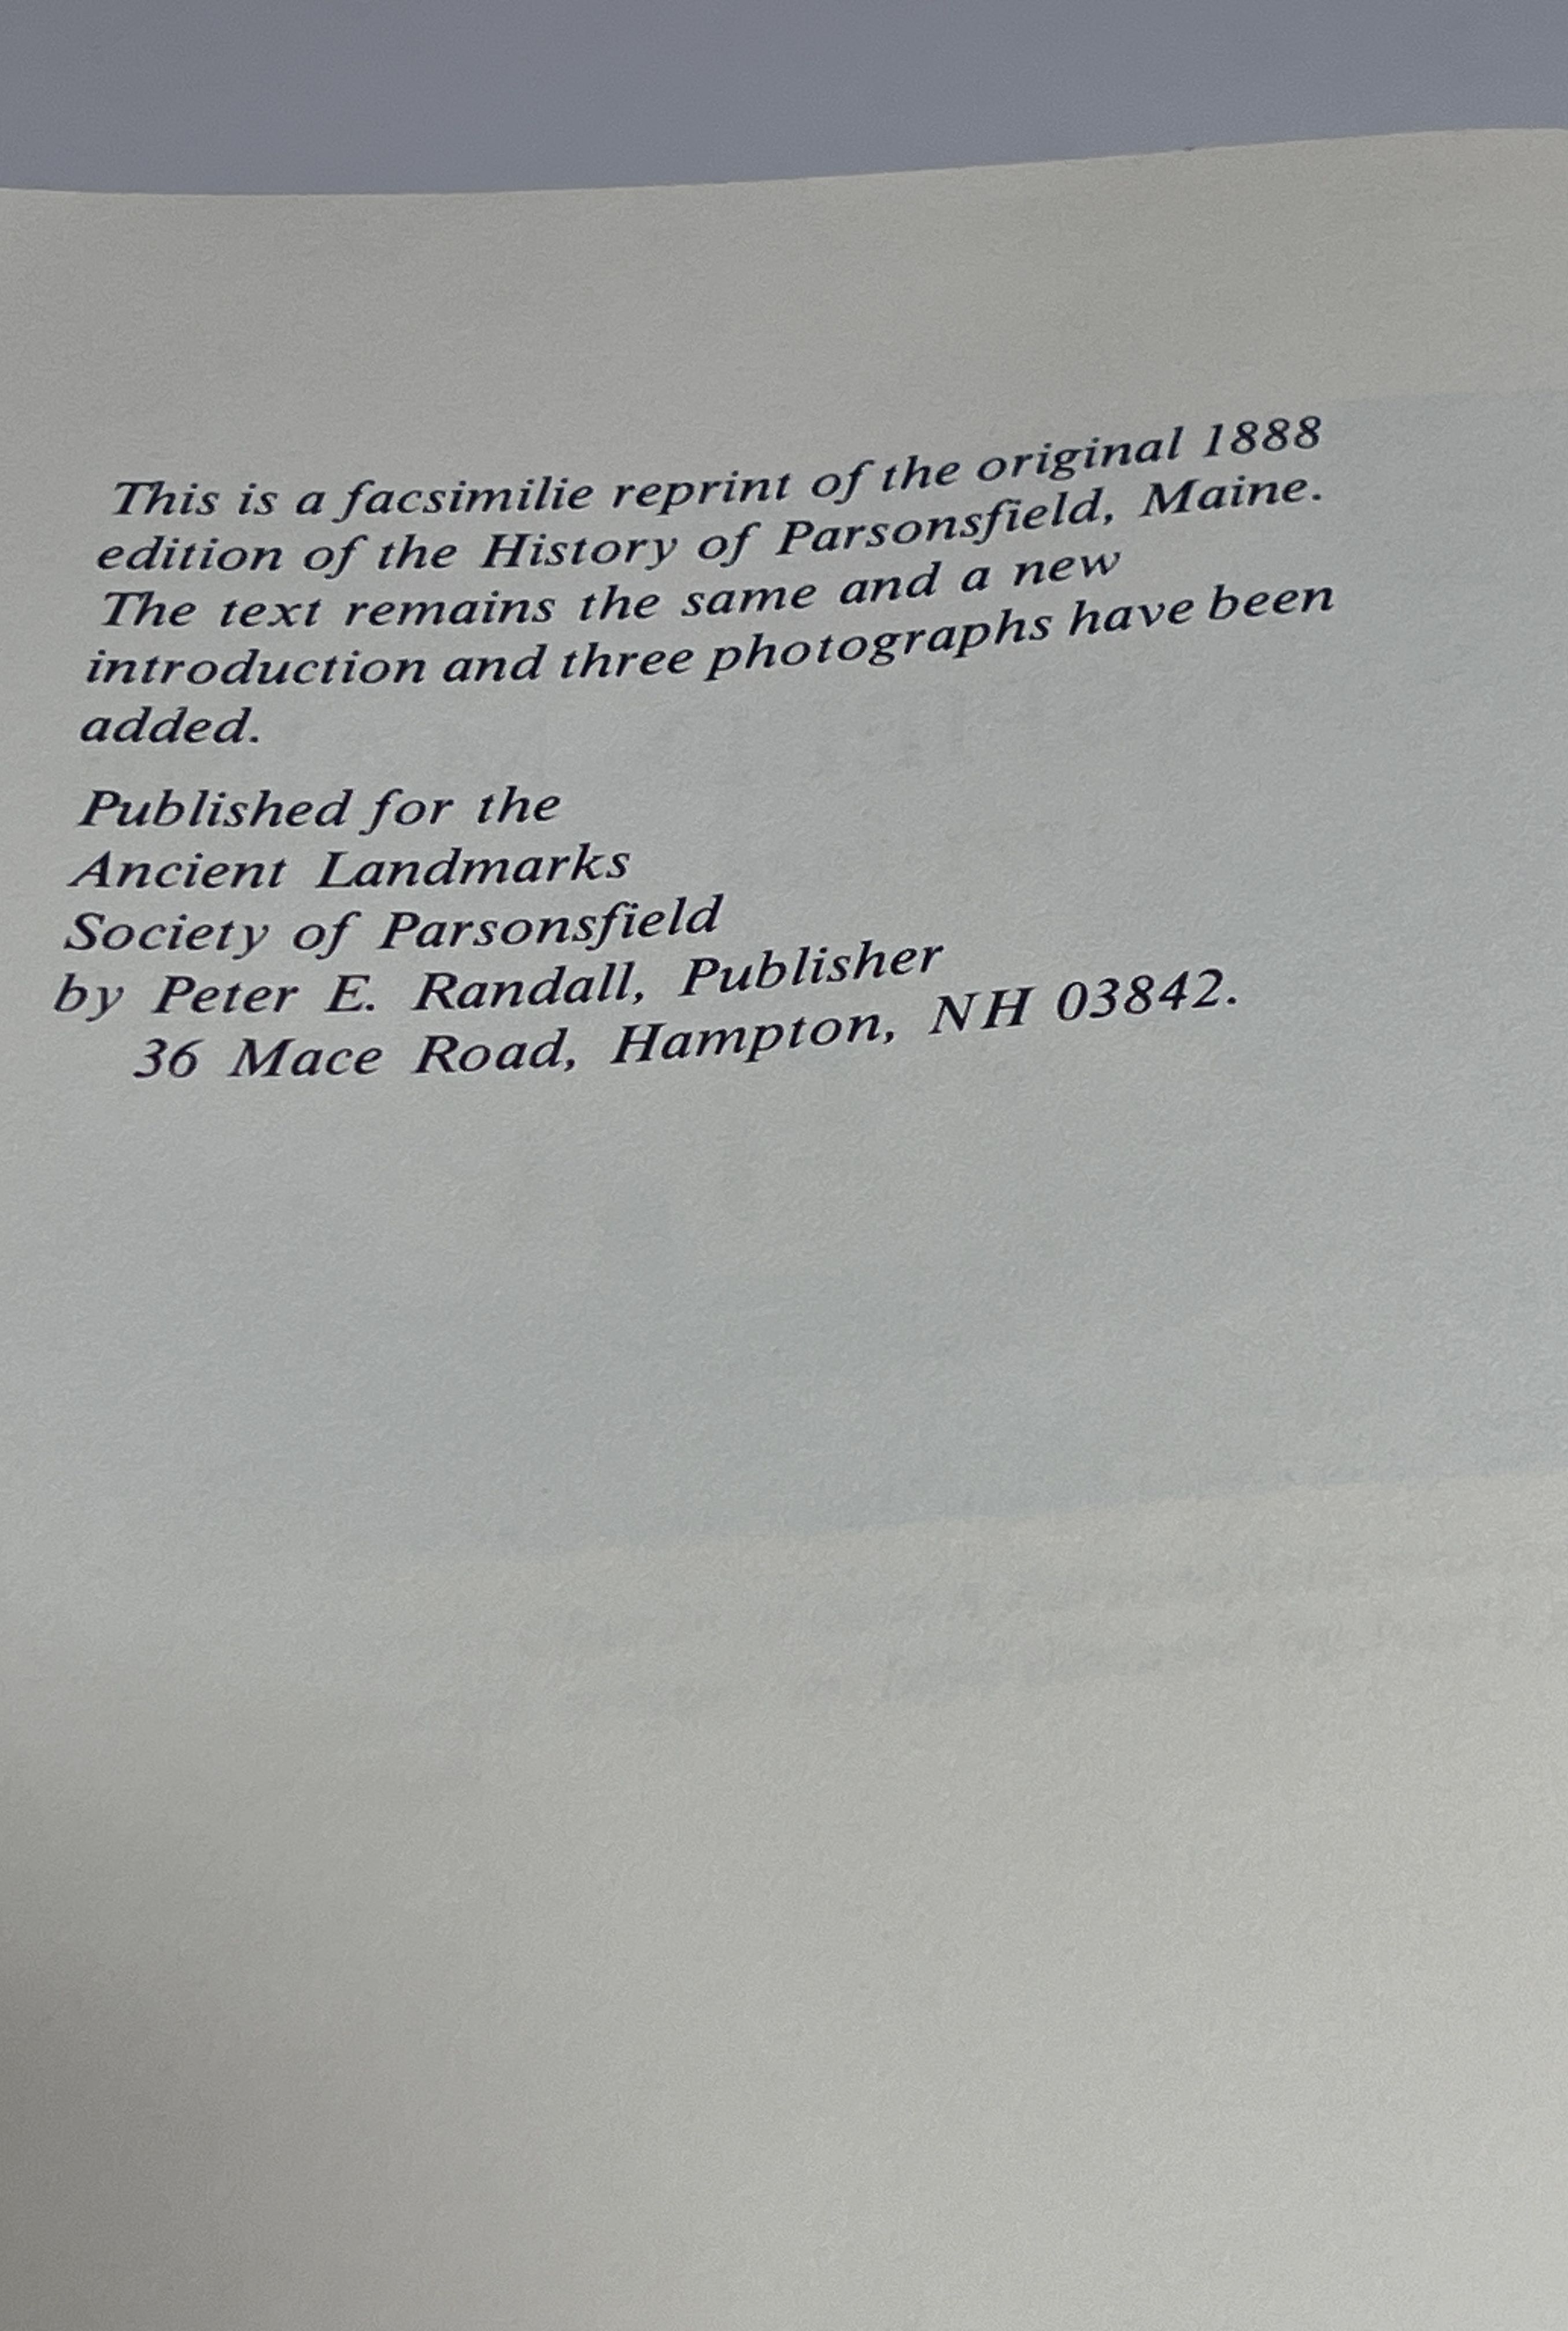 This is a facsimilie reprint of the original 1888
edition of the History of Parsonsfield, Maine.
The text remains the same and a new
introduction and three photographs have been
added.
Published for the
Ancient Landmarks
Society of Parsonsfield
by Peter E. Randall, Publisher
36 Mace Road, Hampton, NH 03842.